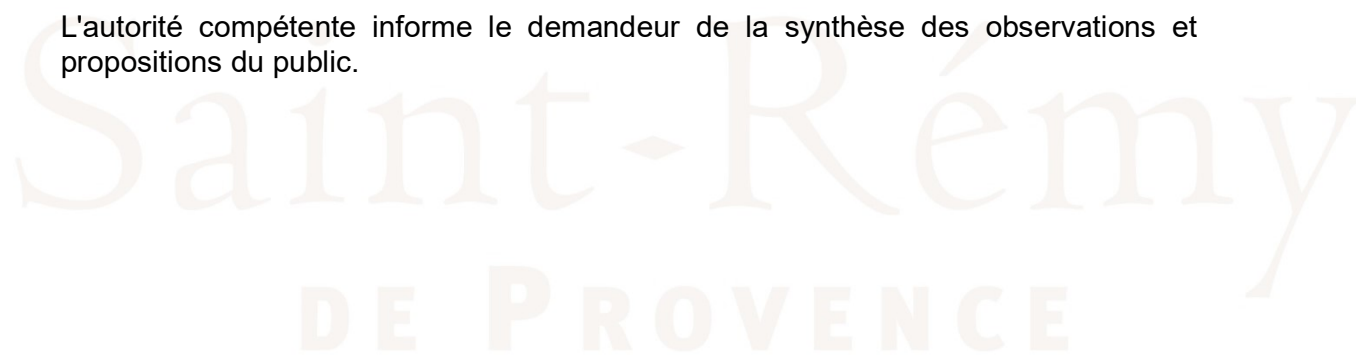 L'autorité compétente informe le demandeur de la synthèse des observations et
propositions du public.
Saint-Rémy
DE PROVENCE